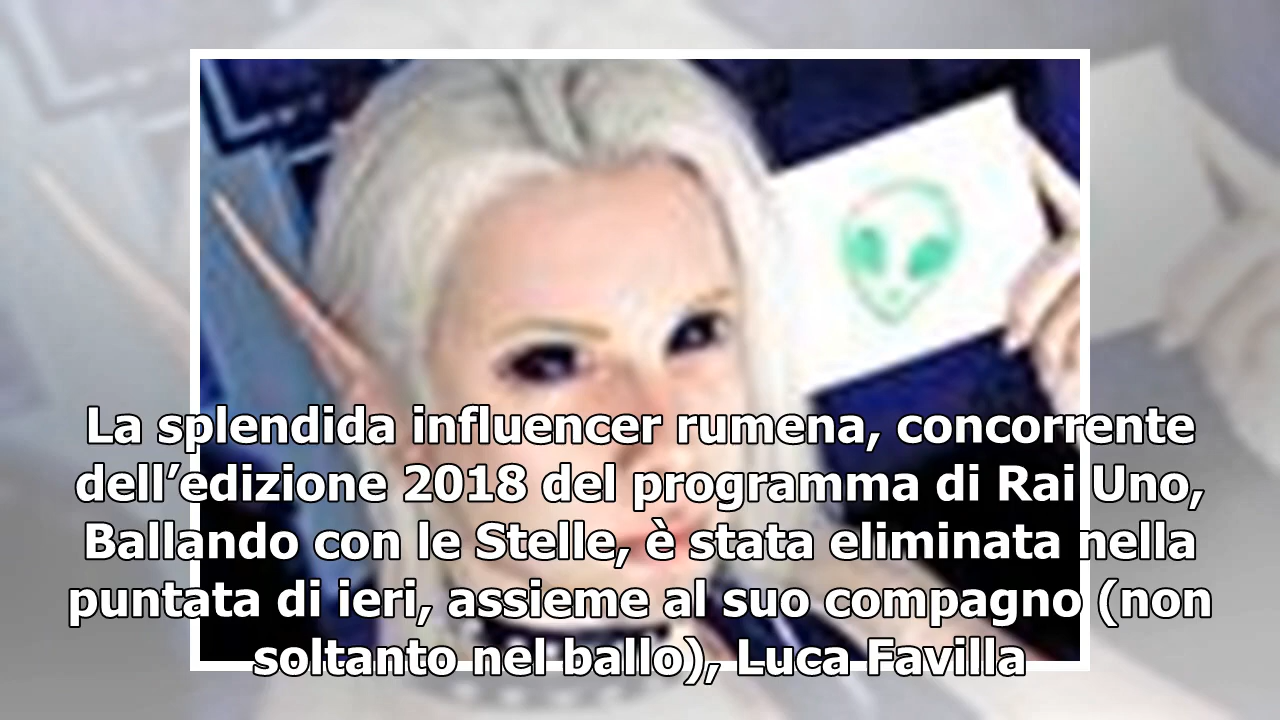 La splendida influencer rumena, concorrente
dell’edizione 2018 del programma di Rai Uno,
Ballando con le Stelle, è stata eliminata nella
puntata di ieri, assieme al suo compagno (non
soltanto nel ballo), Luca Favilla